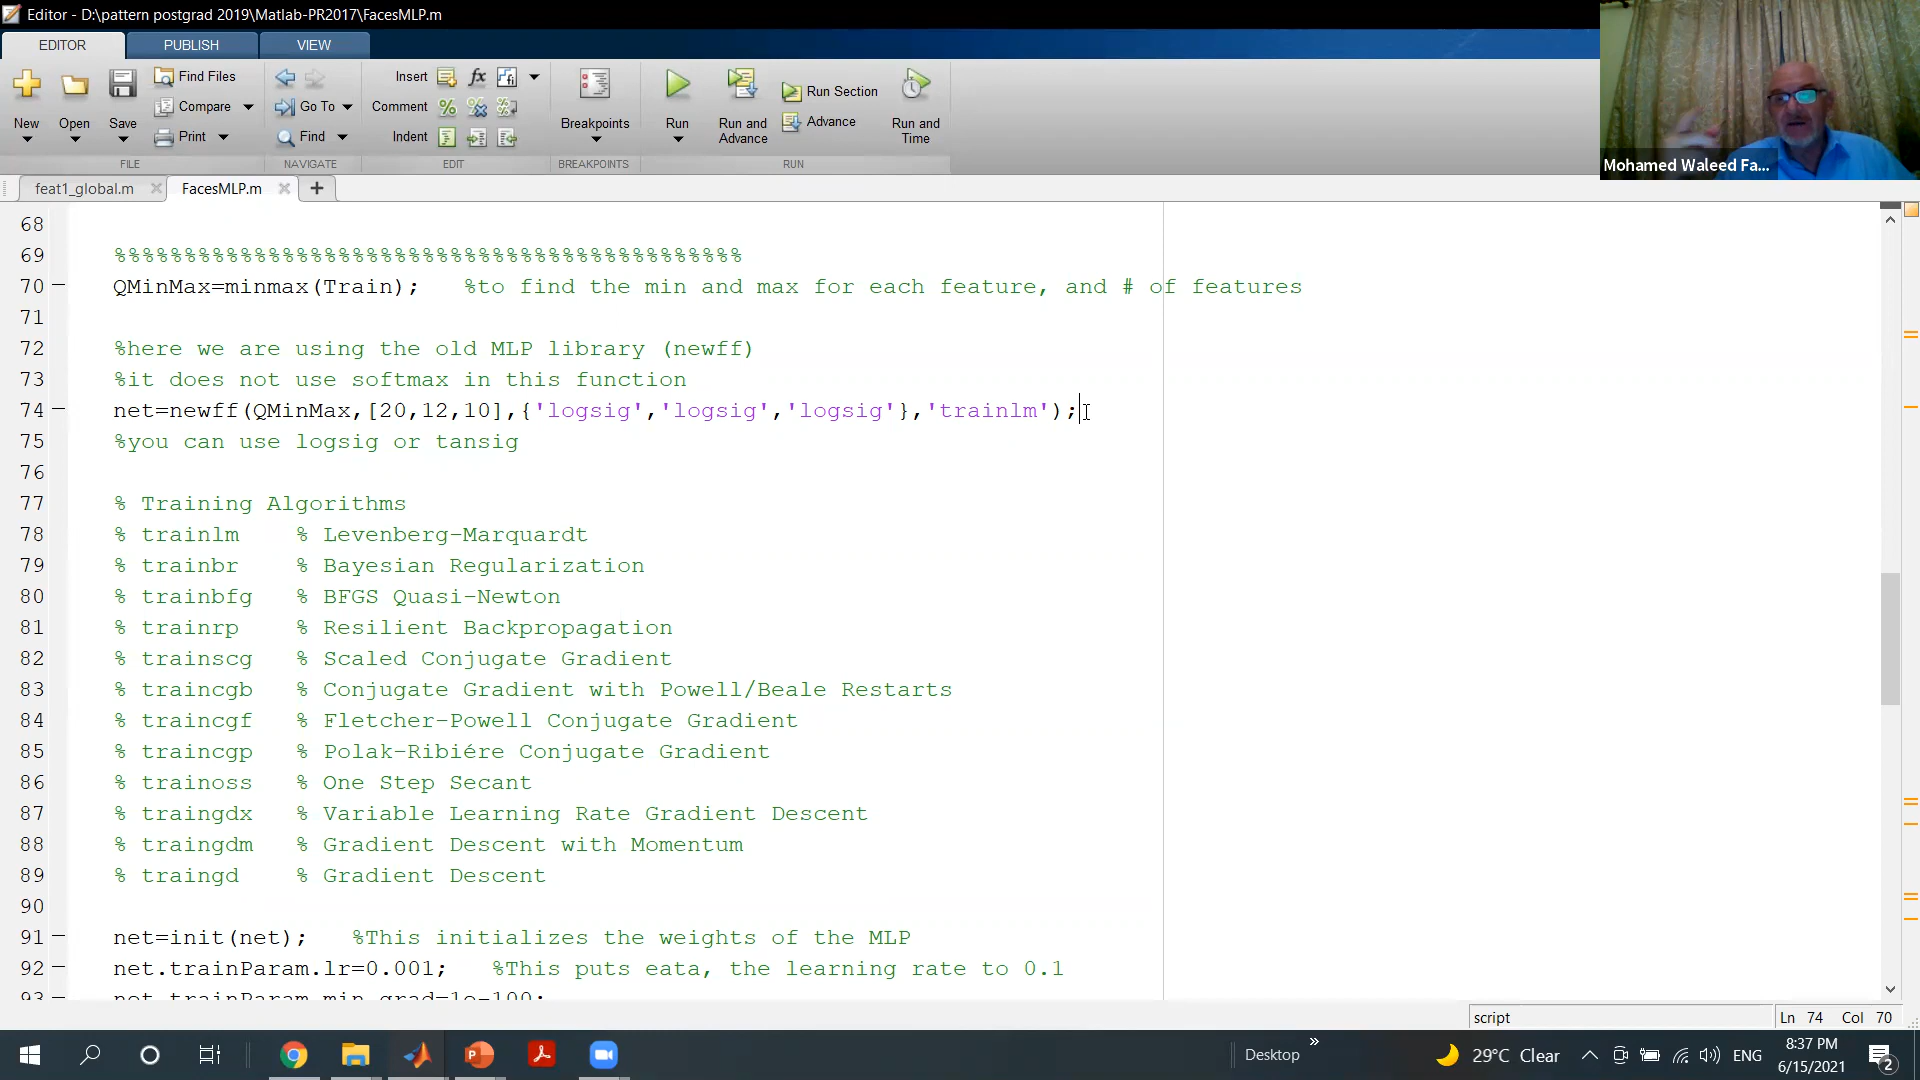 Editor - D:\pattern postgrad 2019\Matlab-PR2017\FacesMLP.m
EDITOR PUBLISH VIEW
New Open Save Find Files Compare Print
FILE
Go To Find
NAVIGATE
Insert fx
Comment
Indent
EDIT
Breakpoints
BREAKPOINTS
Run Run and Advance Run Section Advance Run and Time
RUN
Mohamed Waleed Fa...
feat1_global.m FacesMLP.m
68
69 %%%%%%%%%%%%%%%%%%%%%%%%%%%%%%%%%%%%%%%%%%%%%
70 QMinMax=minmax(Train); %to find the min and max for each feature, and # of features
71
72 %here we are using the old MLP library (newff)
73 %it does not use softmax in this function
74 net=newff(QMinMax,[20,12,10],{'logsig','logsig','logsig'},'trainlm');
75 %you can use logsig or tansig
76
77 % Training Algorithms
78 % trainlm % Levenberg-Marquardt
79 % trainbr % Bayesian Regularization
80 % trainbfg % BFGS Quasi-Newton
81 % trainrp % Resilient Backpropagation
82 % trainscg % Scaled Conjugate Gradient
83 % traincgb % Conjugate Gradient with Powell/Beale Restarts
84 % traincgf % Fletcher-Powell Conjugate Gradient
85 % traincgp % Polak-Ribiére Conjugate Gradient
86 % trainoss % One Step Secant
87 % traingdx % Variable Learning Rate Gradient Descent
88 % traingdm % Gradient Descent with Momentum
89 % traingd % Gradient Descent
90
91 net=init(net); %This initializes the weights of the MLP
92 net.trainParam.lr=0.001; %This puts eata, the learning rate to 0.1
93 net.trainParam.min_grad=1e-100;
script Ln 74 Col 70
Desktop 29°C Clear ENG 8:37 PM
6/15/2021
2